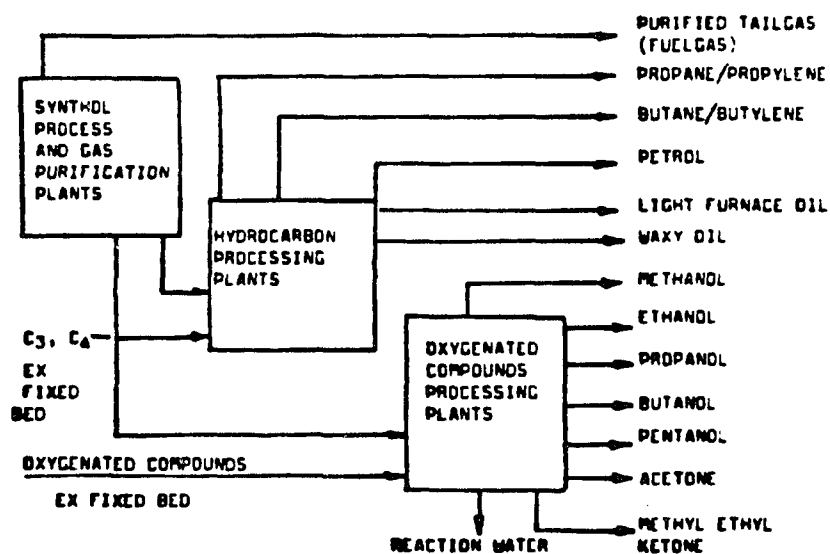 PURIFIED TAILGAS
(FUELGAS)
PROPANE/PROPYLENE
BUTANE/BUTYLENE
PETROL
LIGHT FURNACE OIL
WAXY OIL
METHANOL
ETHANOL
PROPANOL
BUTANOL
PENTANOL
ACETONE
METHYL ETHYL
KETONE
SYNTHOL
PROCESS
AND GAS
PURIFICATION
PLANTS
HYDROCARBON
PROCESSING
PLANTS
OXYGENATED
COMPOUNDS
PROCESSING
PLANTS
C3, C4
EX
FIXED
BED
OXYGENATED COMPOUNDS
EX FIXED BED
REACTION WATER